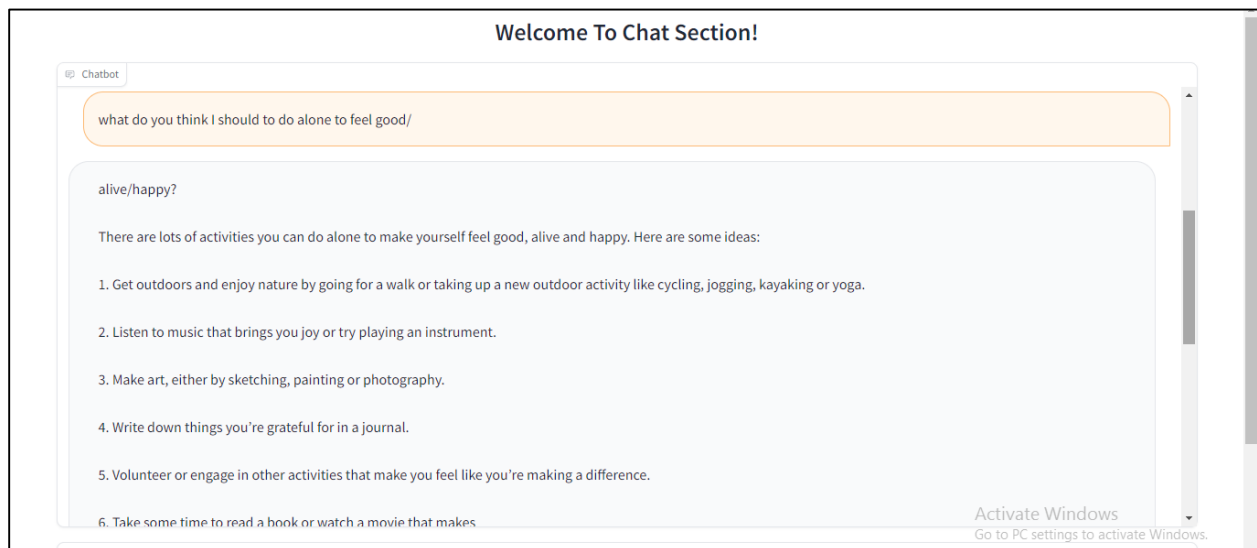 Welcome To Chat Section!
Chatbot
what do you think I should to do alone to feel good/
alive/happy?
There are lots of activities you can do alone to make yourself feel good, alive and happy. Here are some ideas:
1. Get outdoors and enjoy nature by going for a walk or taking up a new outdoor activity like cycling, jogging, kayaking or yoga.
2. Listen to music that brings you joy or try playing an instrument.
3. Make art, either by sketching, painting or photography.
4. Write down things you’re grateful for in a journal.
5. Volunteer or engage in other activities that make you feel like you’re making a difference.
6. Take some time to read a book or watch a movie that makes
Activate Windows
Go to PC settings to activate Windows.